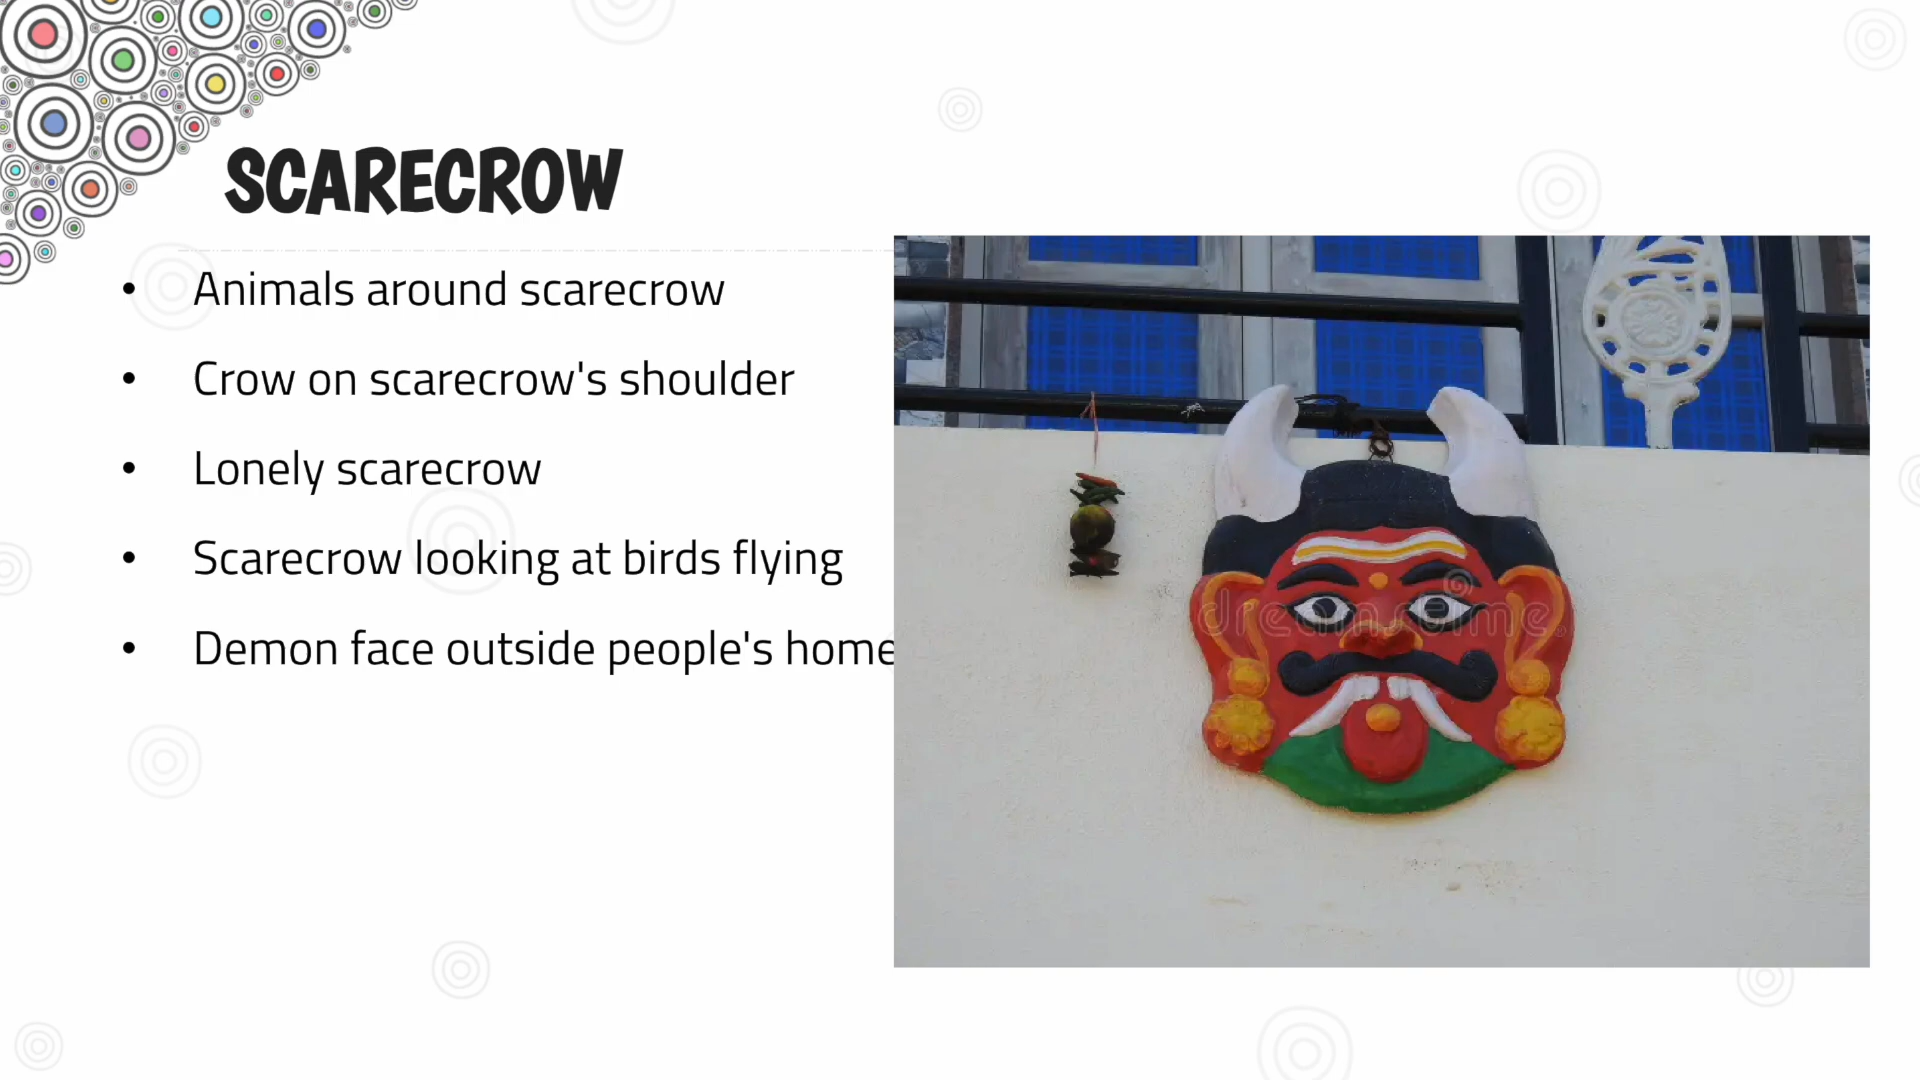 SCARECROW
• Animals around scarecrow
• Crow on scarecrow's shoulder
• Lonely scarecrow
• Scarecrow looking at birds flying
• Demon face outside people's home
dreamstime.